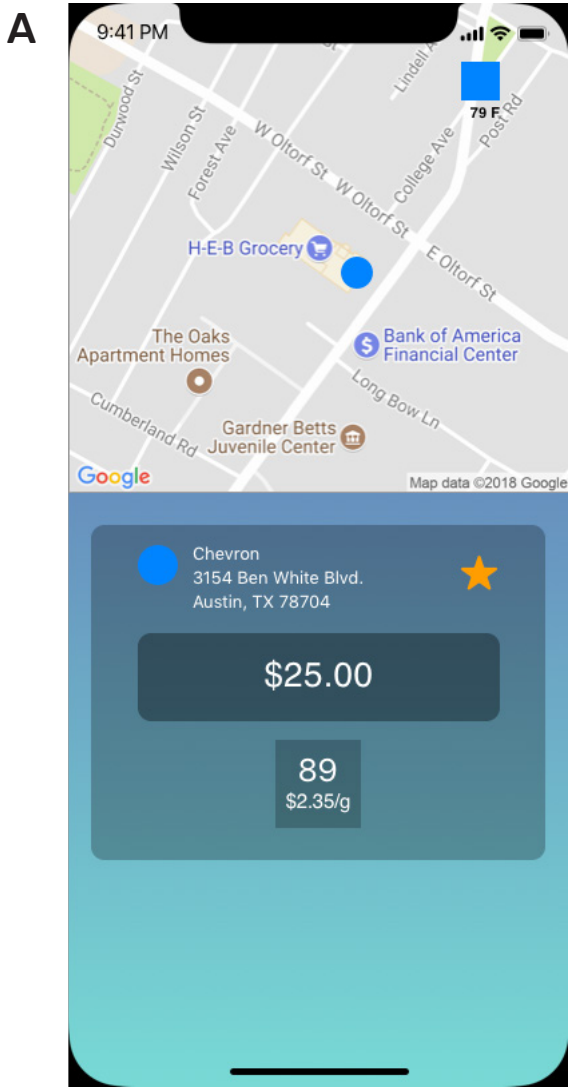 A
9:41 PM
Lindell A
79 F
Durwood St
Wilson St
Forest Ave
College Ave
Post Rd
W Oltorf St
W Oltorf St
E Oltorf St
H-E-B Grocery
The Oaks
Apartment Homes
$
Bank of America
Financial Center
Long Bow Ln
Cumberland Rd
Gardner Betts
Juvenile Center
Google
Map data ©2018 Google
Chevron
3154 Ben White Blvd.
Austin, TX 78704
$25.00
89
$2.35/g